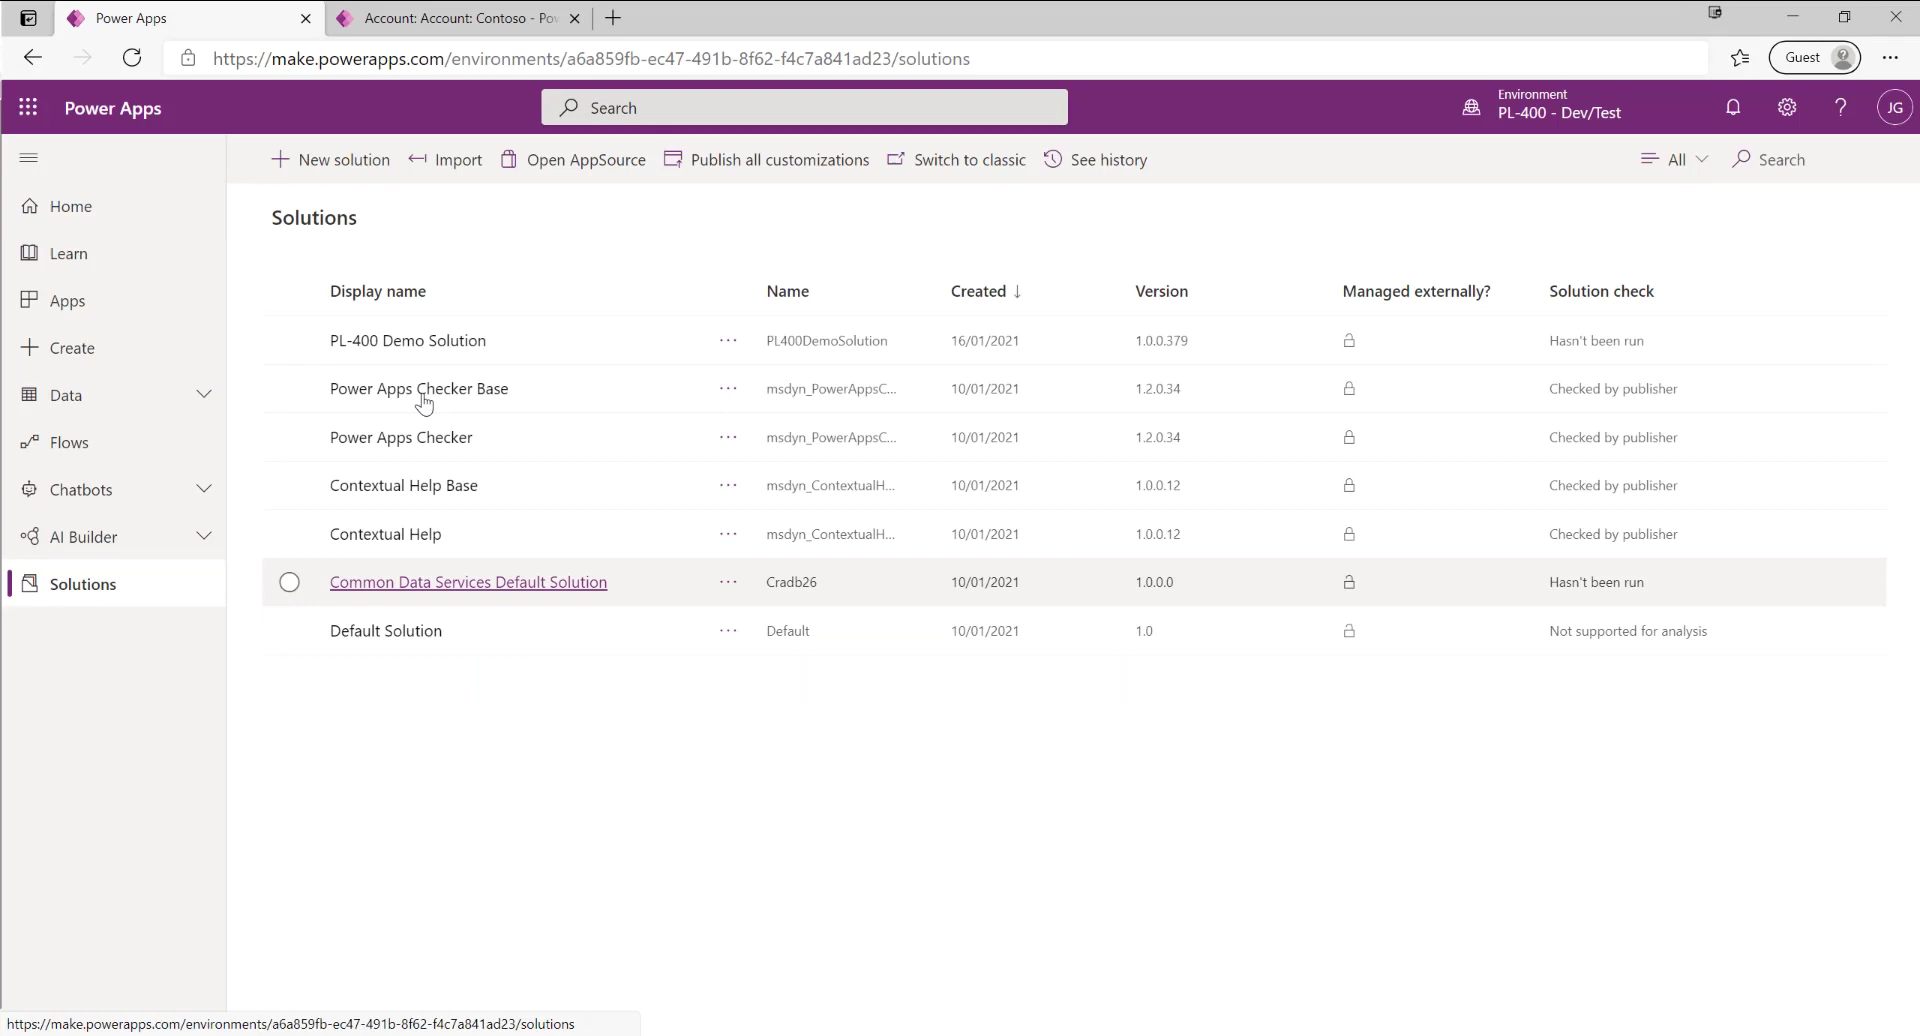 Power Apps
Account: Account: Contoso - Po
https://make.powerapps.com/environments/a6a859fb-ec47-491b-8f62-f4c7a841ad23/solutions
Guest
Power Apps
Search
Environment
PL-400 - Dev/Test
JG
New solution
Import
Open AppSource
Publish all customizations
Switch to classic
See history
All
Search
Home
Learn
Apps
Create
Data
Flows
Chatbots
AI Builder
Solutions
Solutions
Display name Name Created Version Managed externally? Solution check
PL-400 Demo Solution ... PL400DemoSolution 16/01/2021 1.0.0.379 Hasn't been run
Power Apps Checker Base ... msdyn_PowerAppsC... 10/01/2021 1.2.0.34 Checked by publisher
Power Apps Checker ... msdyn_PowerAppsC... 10/01/2021 1.2.0.34 Checked by publisher
Contextual Help Base ... msdyn_ContextualH... 10/01/2021 1.0.0.12 Checked by publisher
Contextual Help ... msdyn_ContextualH... 10/01/2021 1.0.0.12 Checked by publisher
Common Data Services Default Solution ... Cradb26 10/01/2021 1.0.0.0 Hasn't been run
Default Solution ... Default 10/01/2021 1.0 Not supported for analysis
https://make.powerapps.com/environments/a6a859fb-ec47-491b-8f62-f4c7a841ad23/solutions